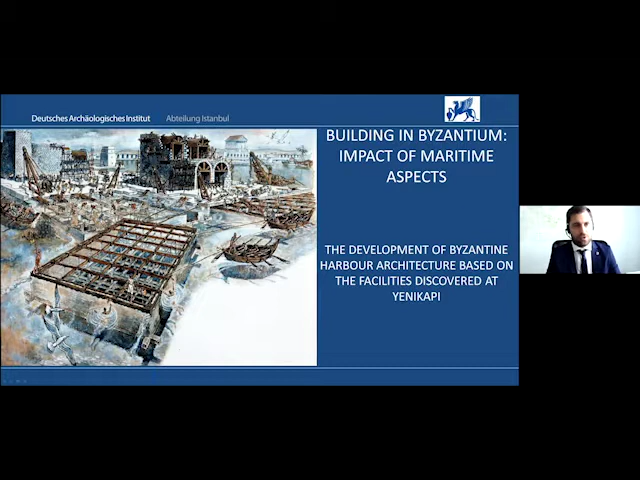 Deutsches Archäologisches Institut Abteilung Istanbul
BUILDING IN BYZANTIUM:
IMPACT OF MARITIME
ASPECTS
THE DEVELOPMENT OF BYZANTINE
HARBOUR ARCHITECTURE BASED ON
THE FACILITIES DISCOVERED AT
YENIKAPI